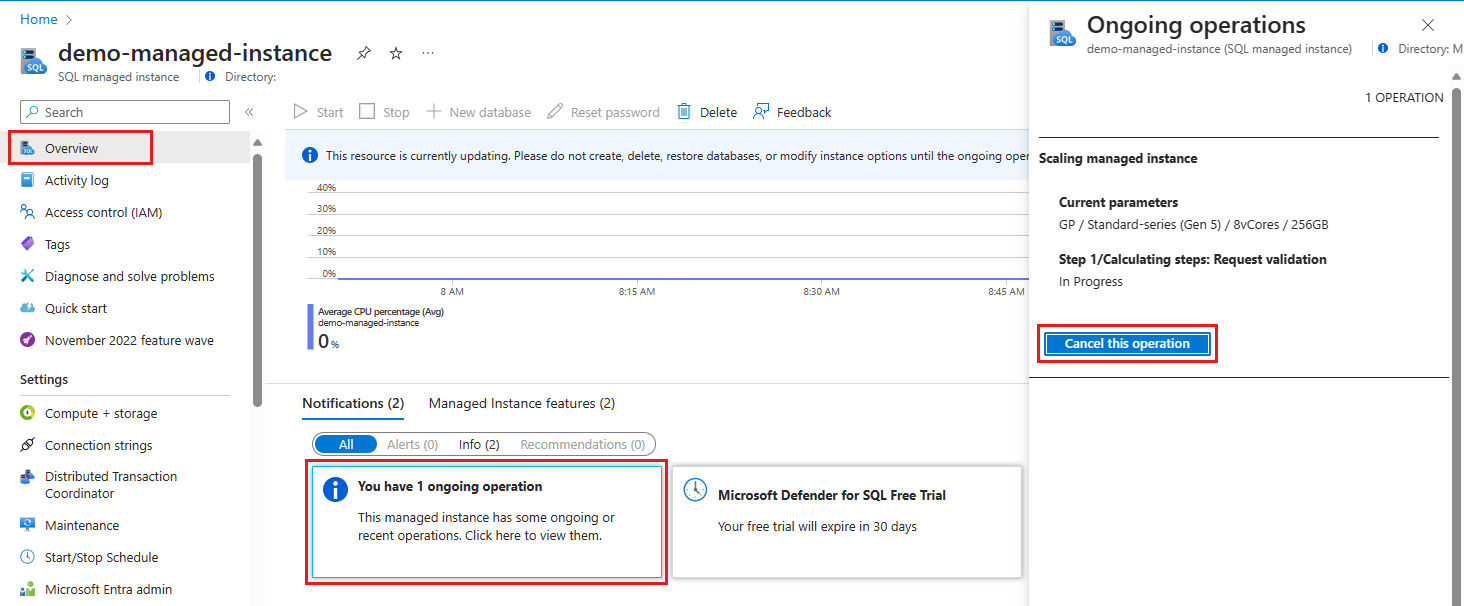 Home
demo-managed-instance
SQL managed instance
Directory:
Search
Overview
Activity log
Access control (IAM)
Tags
Diagnose and solve problems
Quick start
November 2022 feature wave
Settings
Compute + storage
Connection strings
Distributed Transaction
Coordinator
Maintenance
Start/Stop Schedule
Microsoft Entra admin
Start
Stop
New database
Reset password
Delete
Feedback
This resource is currently updating. Please do not create, delete, restore databases, or modify instance options until the ongoing oper
40%
30%
20%
10%
0%
8 AM
8:15 AM
8:30 AM
8:45 AM
Average CPU percentage (Avg)
demo-managed-instance
0 %
Notifications (2)
Managed Instance features (2)
All
Alerts (0)
Info (2)
Recommendations (0)
You have 1 ongoing operation
This managed instance has some ongoing or
recent operations. Click here to view them.
Microsoft Defender for SQL Free Trial
Your free trial will expire in 30 days
Ongoing operations
demo-managed-instance (SQL managed instance)
Directory: M
1 OPERATION
Scaling managed instance
Current parameters
GP / Standard-series (Gen 5) / 8vCores / 256GB
Step 1/Calculating steps: Request validation
In Progress
Cancel this operation